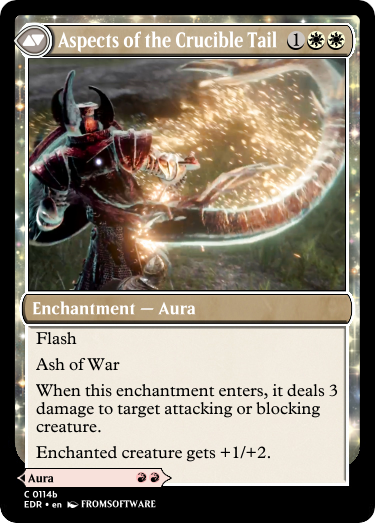 Aspects of the Crucible Tail 1
Enchantment — Aura
Flash
Ash of War
When this enchantment enters, it deals 3
damage to target attacking or blocking
creature.
Enchanted creature gets +1/+2.
Aura
C 0114b
EDR • en FROMSOFTWARE